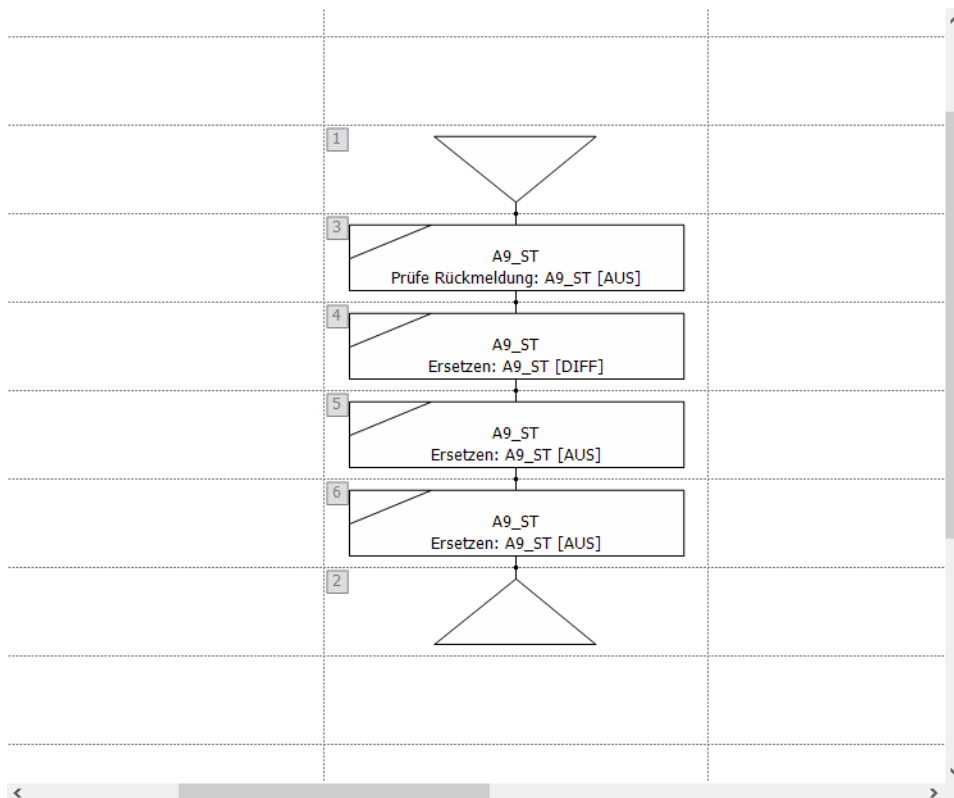 1
3
A9_ST
Prüfe Rückmeldung: A9_ST [AUS]
4
A9_ST
Ersetzen: A9_ST [DIFF]
5
A9_ST
Ersetzen: A9_ST [AUS]
6
A9_ST
Ersetzen: A9_ST [AUS]
2